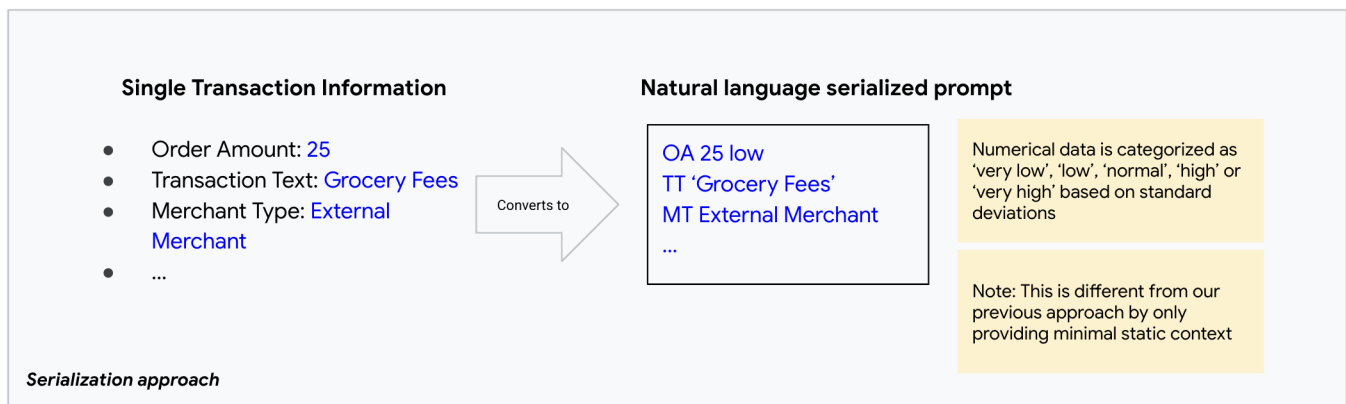 Single Transaction Information
Order Amount: 25
Transaction Text: Grocery Fees
Merchant Type: External
Merchant
...
Converts to
Natural language serialized prompt
OA 25 low
TT ‘Grocery Fees’
MT External Merchant
...
Numerical data is categorized as
‘very low’, ‘low’, ‘normal’, ‘high’ or
‘very high’ based on standard
deviations
Note: This is different from our
previous approach by only
providing minimal static context
Serialization approach